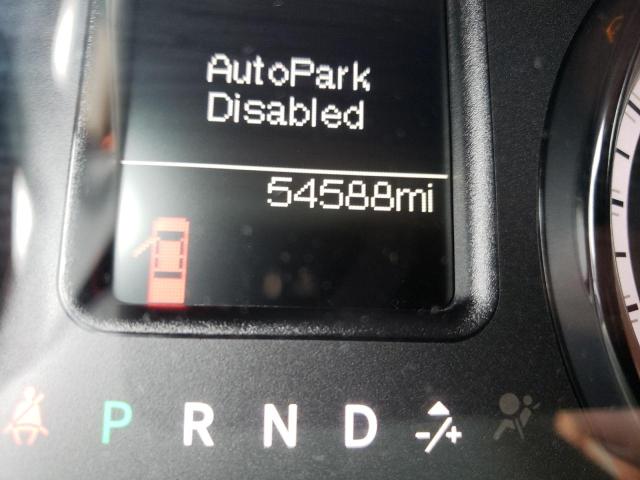 AutoPark
Disabled
54588mi
P R N D -/+